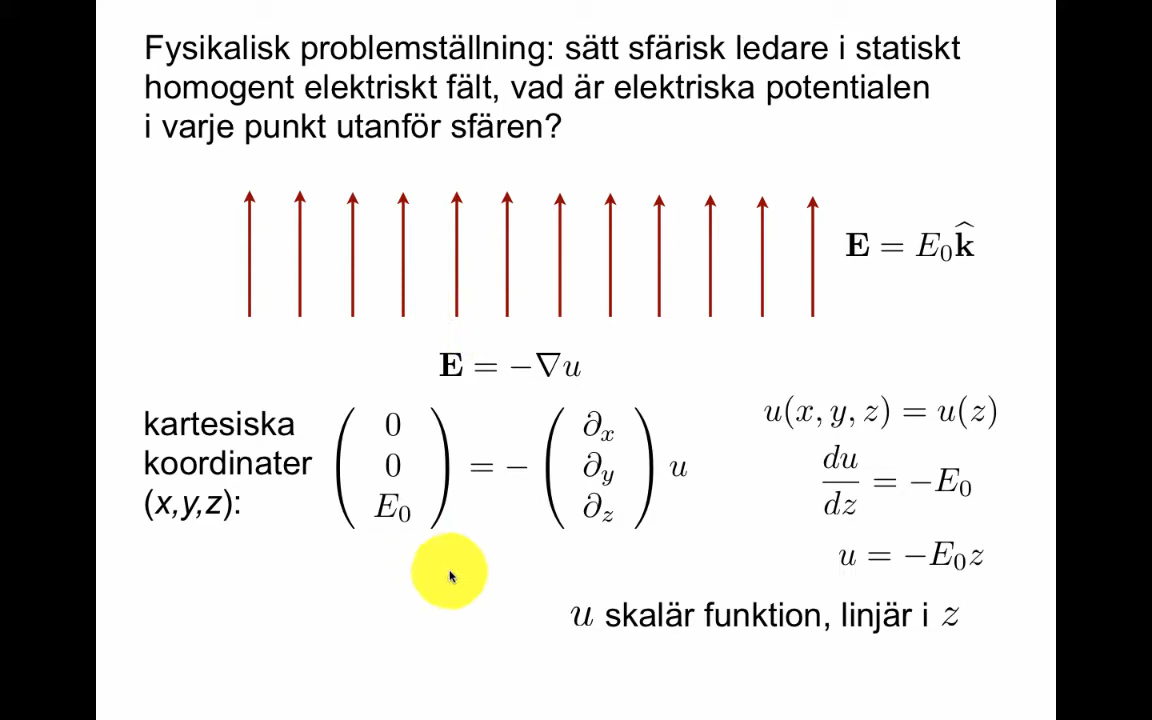 Fysikalisk problemställning: sätt sfärisk ledare i statiskt
homogent elektriskt fält, vad är elektriska potentialen
i varje punkt utanför sfären?
E = E₀k̂
E = −∇u
kartesiska
koordinater
(x,y,z):
( 0 0 E₀ ) = − ( ∂ₓ ∂ᵧ ∂_z ) u
u(x, y, z) = u(z)
du/dz = −E₀
u = −E₀z
u skalär funktion, linjär i z